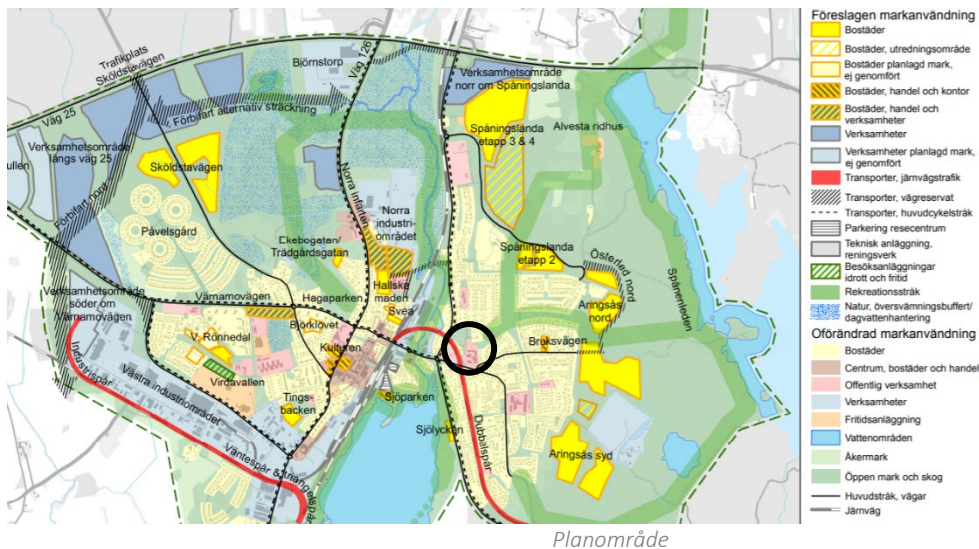 Trafikplats
Sköldstavägen
Väg 25
Björnstorp
Väg 126
Förbifart alternativ sträckning
Verksamhetsområde
norr om Spåningslanda
Verksamhetsområde
längs väg 25
Förbifart nord
Sköldstavägen
Spåningslanda
etapp 3 & 4
Alvesta ridhus
Påvelsgård
Norra infarten
Norra
industri-
området
Ekebogatan/
Trädgårdsgatan
Spåningslanda
etapp 2
Österled nord
Spånenleden
Hallska
maden
Verksamhetsområde
söder om
Värnamovägen
Värnamovägen
Hagaparken
Svea
Aringsås
nord
Björklövet
V. Rönnedal
Kulturen
Bruksvägen
Virdavallen
Industrispår
Västra industriområdet
Tings
backen
Sjöparken
Sjölyckan
Dubbelspår
Aringsås syd
Väntespår & triangelspår
Föreslagen markanvändning
Bostäder
Bostäder, utredningsområde
Bostäder planlagd mark,
ej genomfört
Bostäder, handel och kontor
Bostäder, handel och
verksamheter
Verksamheter
Verksamheter planlagd mark,
ej genomfört
Transporter, järnvägstrafik
Transporter, vägreservat
Transporter, huvudcykelstråk
Parkering resecentrum
Teknisk anläggning,
reningsverk
Besöksanläggningar
idrott och fritid
Rekreationsstråk
Natur, översvämningsbuffert/
dagvattenhantering
Oförändrad markanvändning
Bostäder
Centrum, bostäder och handel
Offentlig verksamhet
Verksamheter
Fritidsanläggning
Vattenområden
Åkermark
Öppen mark och skog
Huvudstråk, vägar
Järnväg
Planområde